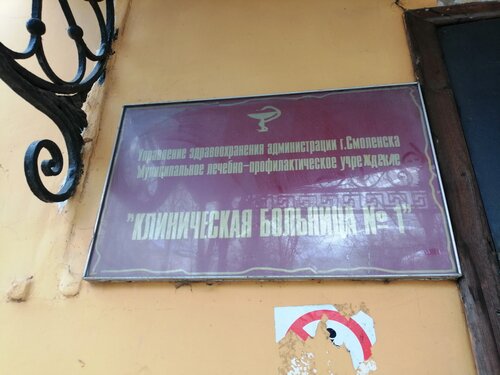 Управление здравоохранения администрации г.Смоленска
Муниципальное лечебно-профилактическое учреждение
"КЛИНИЧЕСКАЯ БОЛЬНИЦА № 1"